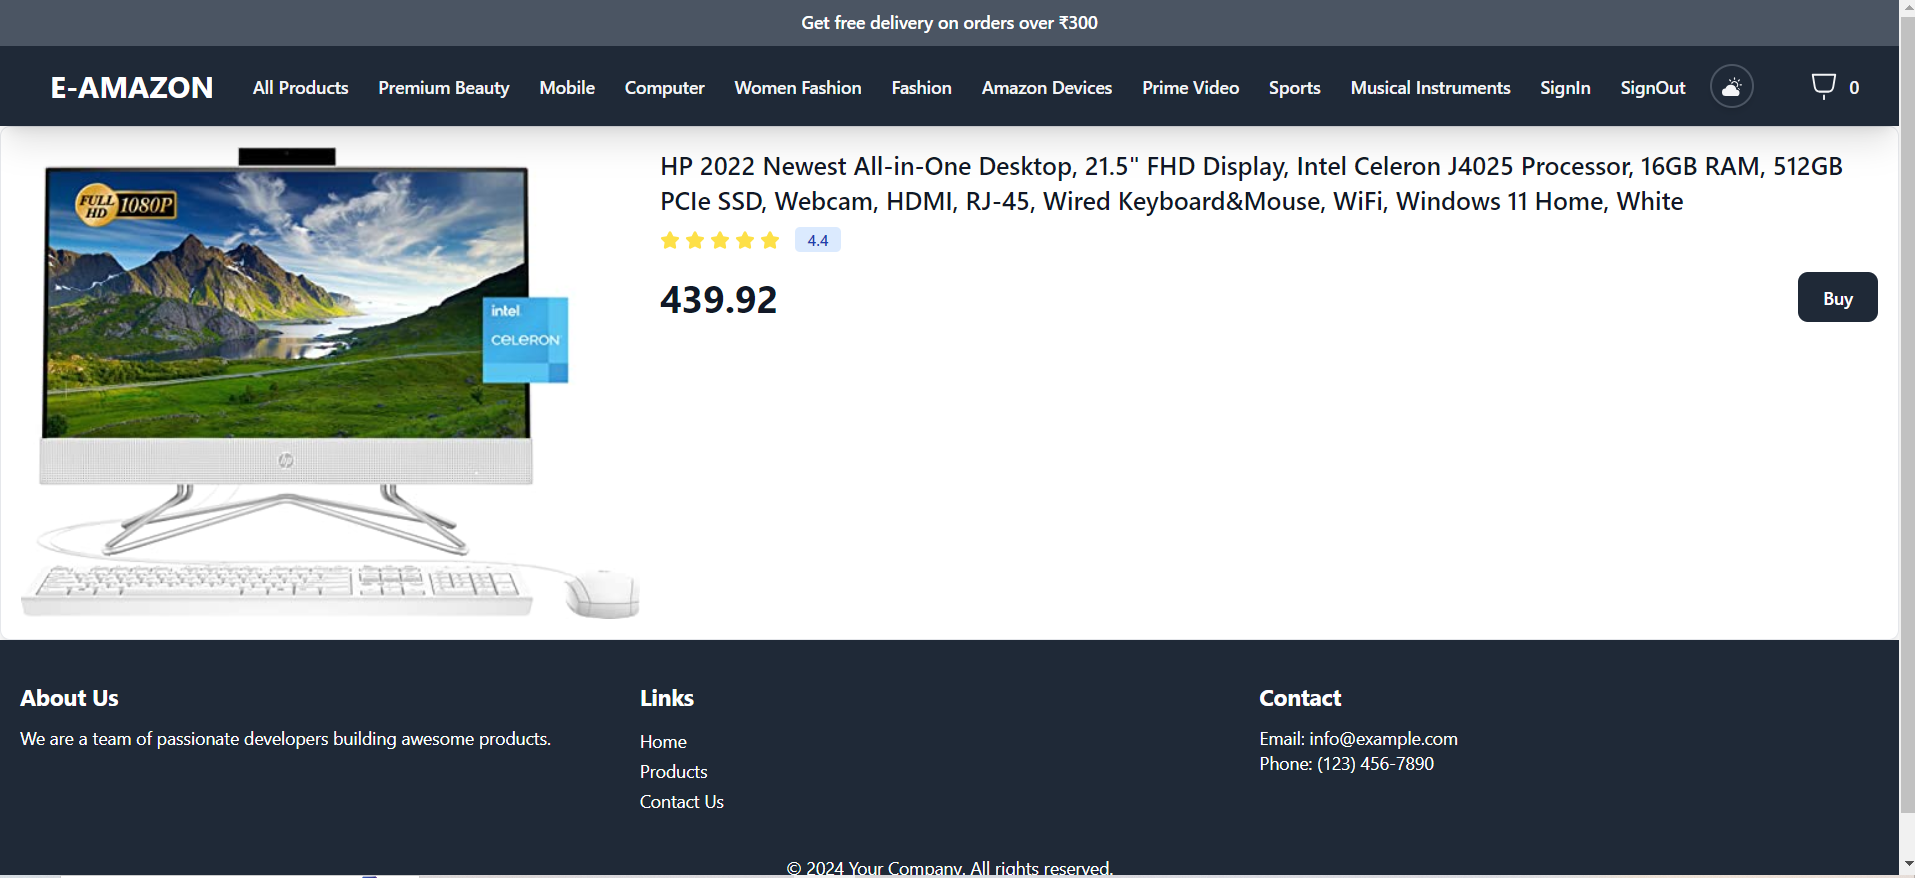 Get free delivery on orders over ₹300
E-AMAZON All Products Premium Beauty Mobile Computer Women Fashion Fashion Amazon Devices Prime Video Sports Musical Instruments SignIn SignOut 0
FULL HD 1080P
intel
CELERON
hp
HP 2022 Newest All-in-One Desktop, 21.5" FHD Display, Intel Celeron J4025 Processor, 16GB RAM, 512GB
PCIe SSD, Webcam, HDMI, RJ-45, Wired Keyboard&Mouse, WiFi, Windows 11 Home, White
4.4
439.92
Buy
About Us
We are a team of passionate developers building awesome products.
Links
Home
Products
Contact Us
Contact
Email: info@example.com
Phone: (123) 456-7890
© 2024 Your Company. All rights reserved.